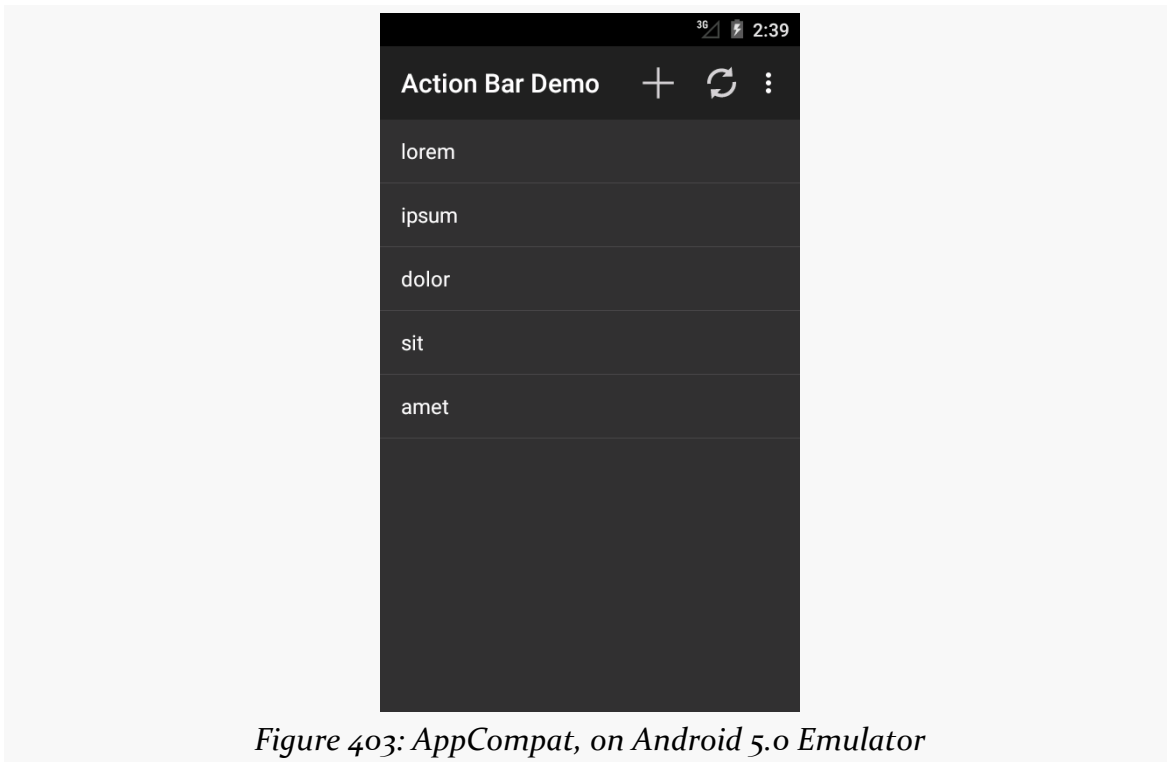 3G 2:39
Action Bar Demo
lorem
ipsum
dolor
sit
amet
Figure 403: AppCompat, on Android 5.0 Emulator